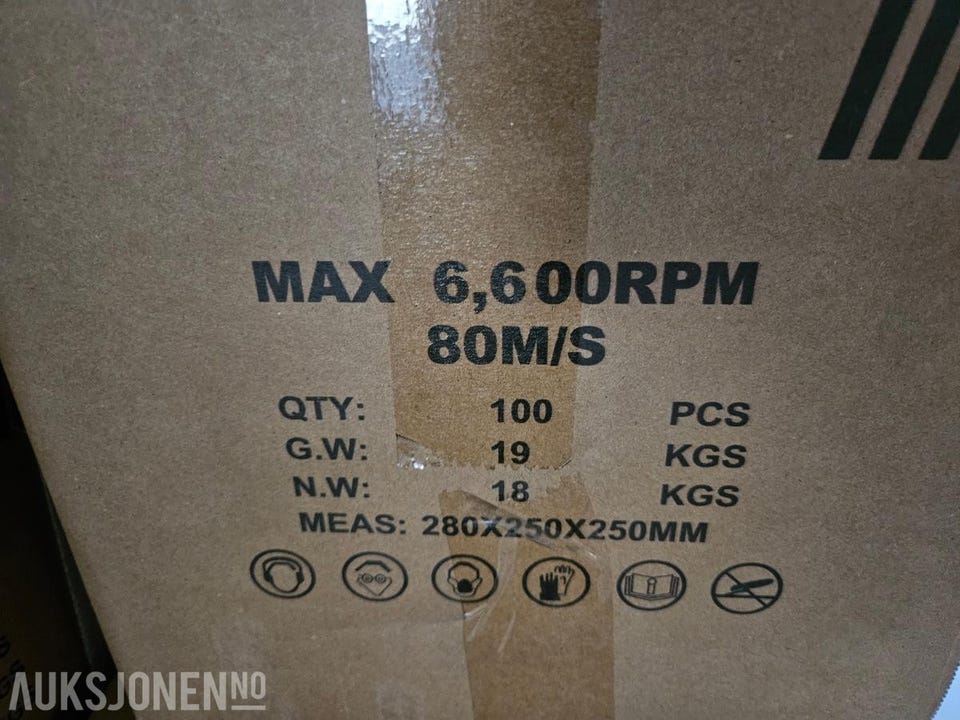 MAX 6,600RPM
80M/S
QTY: 100 PCS
G.W: 19 KGS
N.W: 18 KGS
MEAS: 280X250X250MM
AUKSJONEN.NO